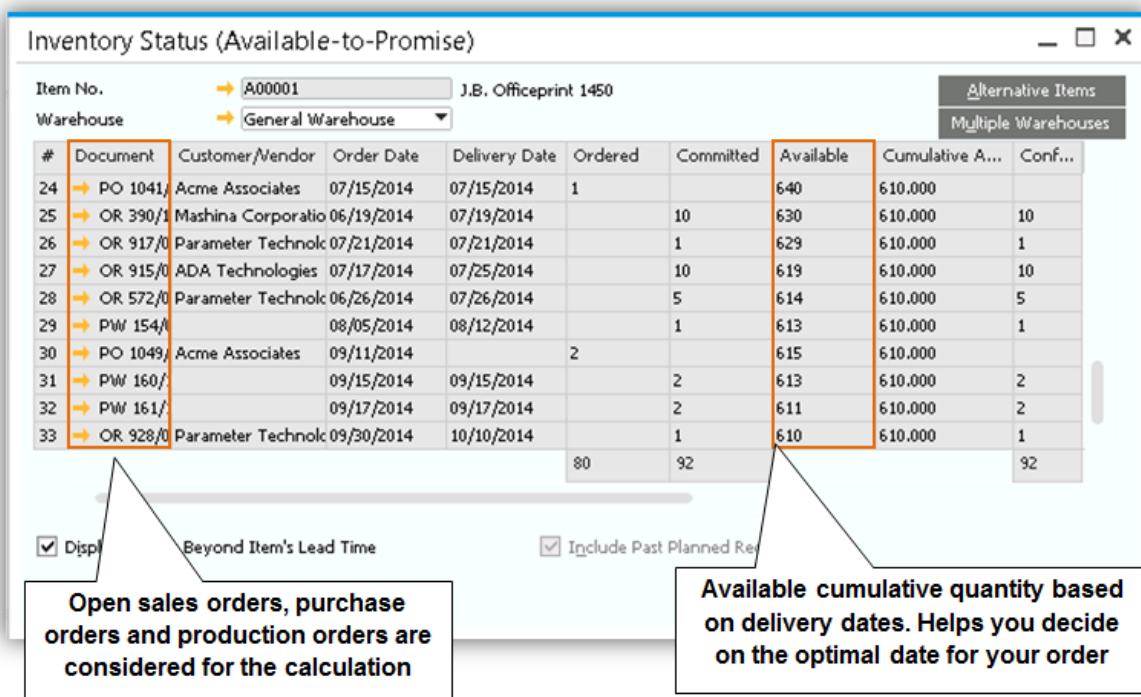 Inventory Status (Available-to-Promise)
Item No. A00001 J.B. Officeprint 1450 Alternative Items
Warehouse General Warehouse Multiple Warehouses
# Document Customer/Vendor Order Date Delivery Date Ordered Committed Available Cumulative A... Conf...
24 PO 1041/ Acme Associates 07/15/2014 07/15/2014 1 640 610.000
25 OR 390/1 Mashina Corporatio 06/19/2014 07/19/2014 10 630 610.000 10
26 OR 917/0 Parameter Technolo 07/21/2014 07/21/2014 1 629 610.000 1
27 OR 915/0 ADA Technologies 07/17/2014 07/25/2014 10 619 610.000 10
28 OR 572/0 Parameter Technolo 06/26/2014 07/26/2014 5 614 610.000 5
29 PW 154/ 08/05/2014 08/12/2014 1 613 610.000 1
30 PO 1049/ Acme Associates 09/11/2014 2 615 610.000
31 PW 160/ 09/15/2014 09/15/2014 2 613 610.000 2
32 PW 161/ 09/17/2014 09/17/2014 2 611 610.000 2
33 OR 928/0 Parameter Technolo 09/30/2014 10/10/2014 1 610 610.000 1
80 92 92
Displ Beyond Item's Lead Time Include Past Planned Re
Open sales orders, purchase
orders and production orders are
considered for the calculation
Available cumulative quantity based
on delivery dates. Helps you decide
on the optimal date for your order